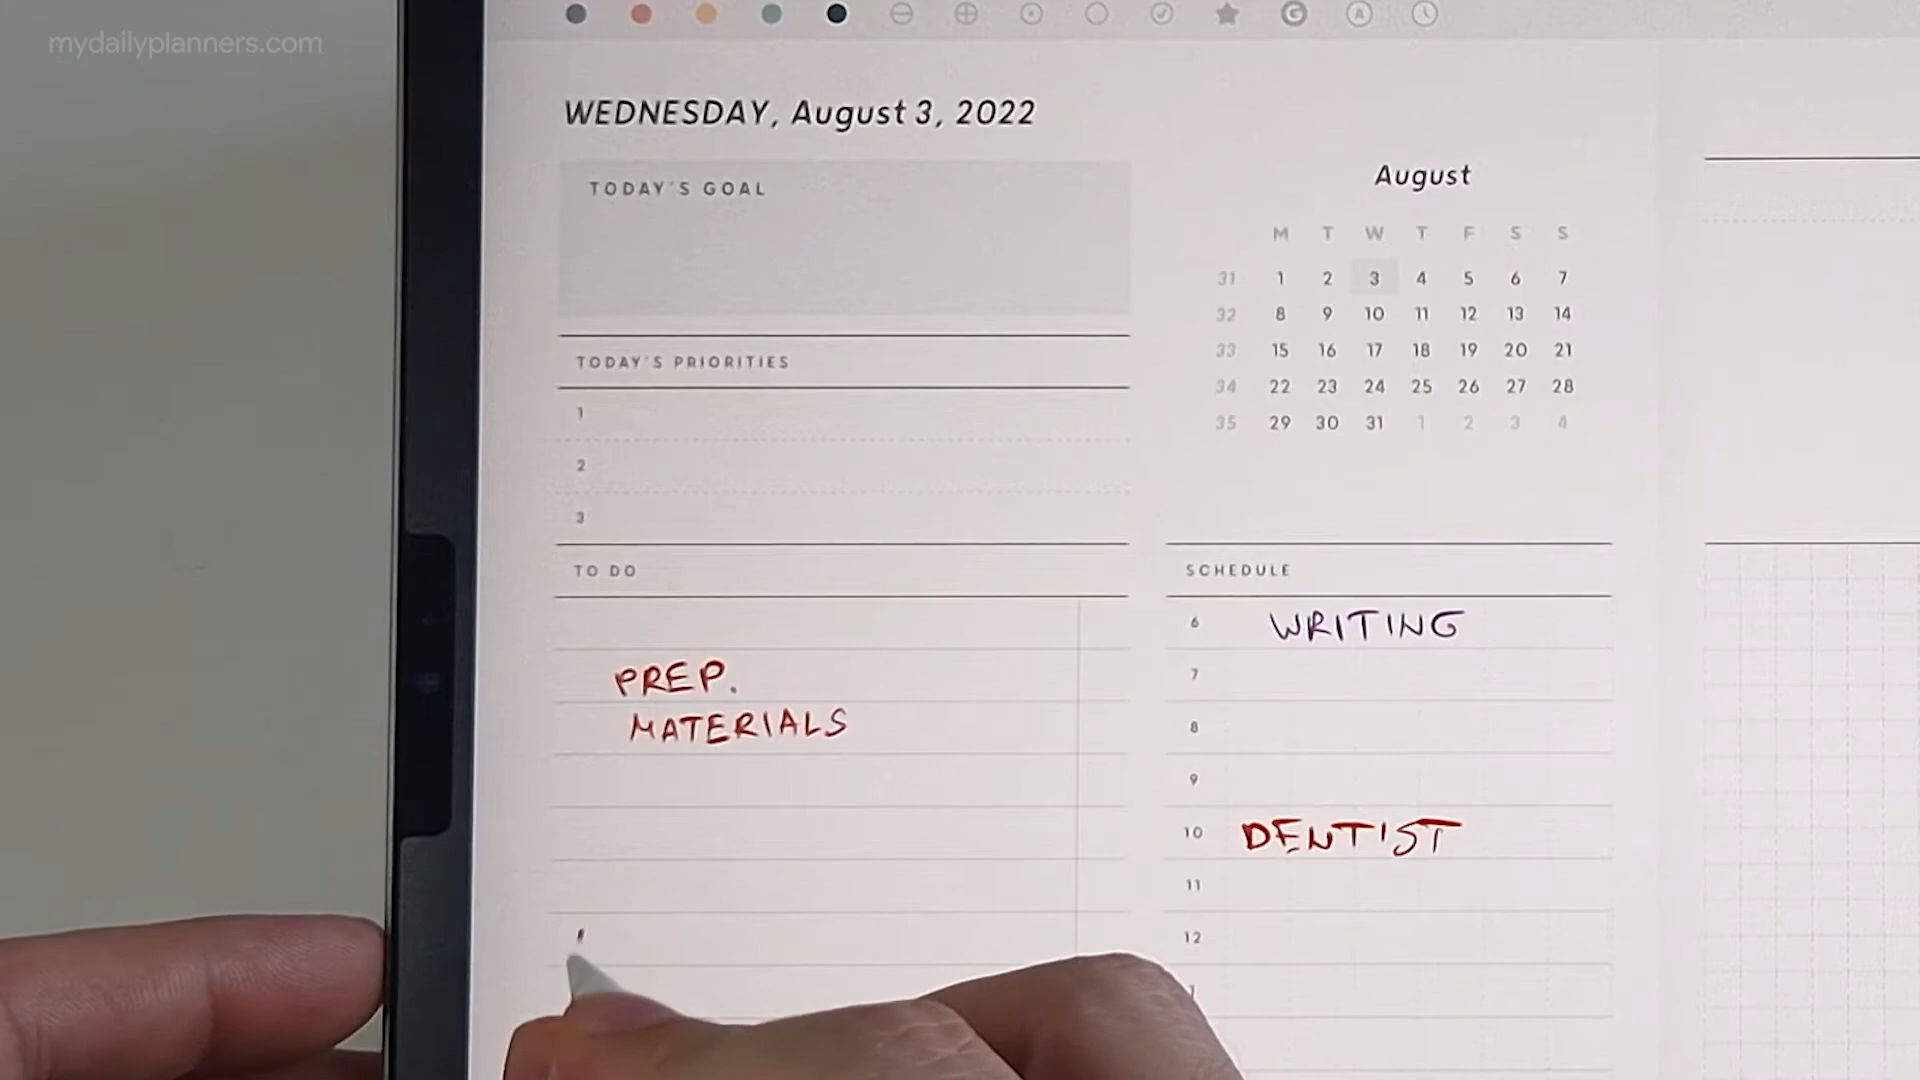 mydailyplanners.com
G A
WEDNESDAY, August 3, 2022
TODAY'S GOAL
TODAY'S PRIORITIES
1
2
3
TO DO
PREP.
MATERIALS
August
M T W T F S S
31 1 2 3 4 5 6 7
32 8 9 10 11 12 13 14
33 15 16 17 18 19 20 21
34 22 23 24 25 26 27 28
35 29 30 31 1 2 3 4
SCHEDULE
6 WRITING
7
8
9
10 DENTIST
11
12